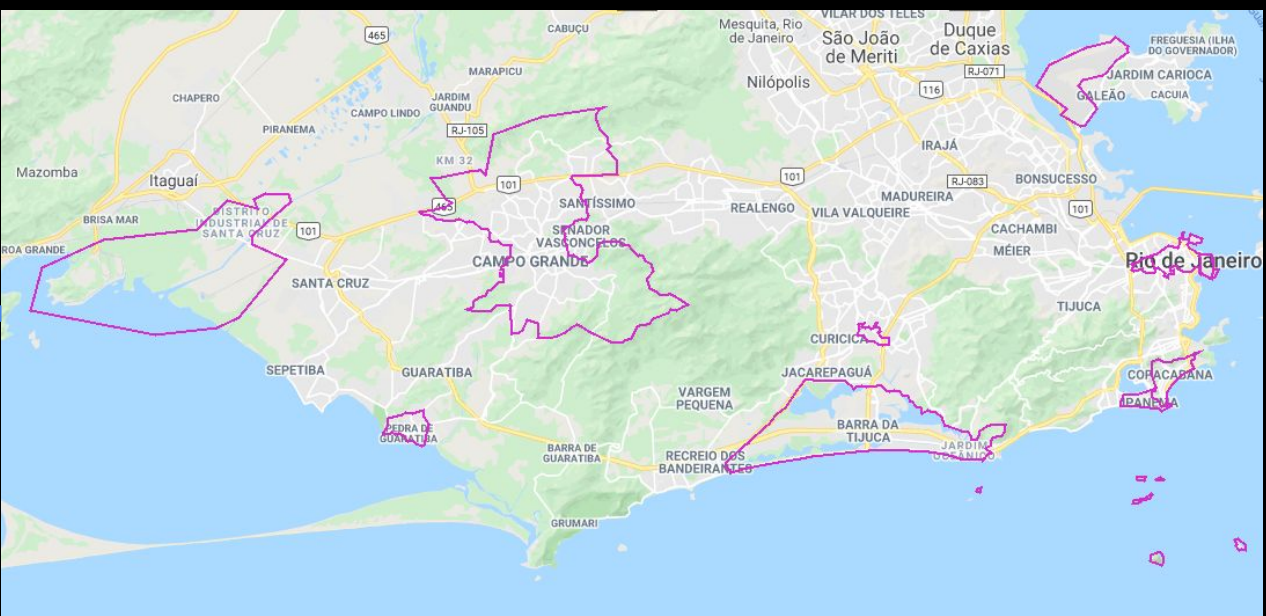 VILAR DOS TELES
465
CABUÇU
Mesquita, Rio
de Janeiro
São João
de Meriti
Duque
de Caxias
FREGUESIA (ILHA
DO GOVERNADOR)
MARAPICU
RJ-071
JARDIM CARIOCA
Nilópolis
116
GALEÃO
CACUIA
CHAPERO
JARDIM
GUANDU
CAMPO LINDO
PIRANEMA
RJ-105
IRAJÁ
KM 32
Mazomba
Itaguaí
101
101
RJ-083
BONSUCESSO
MADUREIRA
465
SANTÍSSIMO
REALENGO
VILA VALQUEIRE
101
BRISA MAR
DISTRITO
INDUSTRIAL DE
SANTA CRUZ
101
SENADOR
VASCONCELOS
CACHAMBI
ROA GRANDE
MÉIER
CAMPO GRANDE
Rio de Janeiro
SANTA CRUZ
TIJUCA
CURICICA
SEPETIBA
GUARATIBA
JACAREPAGUÁ
COPACABANA
VARGEM
PEQUENA
IPANEMA
PEDRA DE
GUARATIBA
BARRA DA
TIJUCA
BARRA DE
GUARATIBA
RECREIO DOS
BANDEIRANTES
JARDIM
OCEÂNICO
GRUMARI